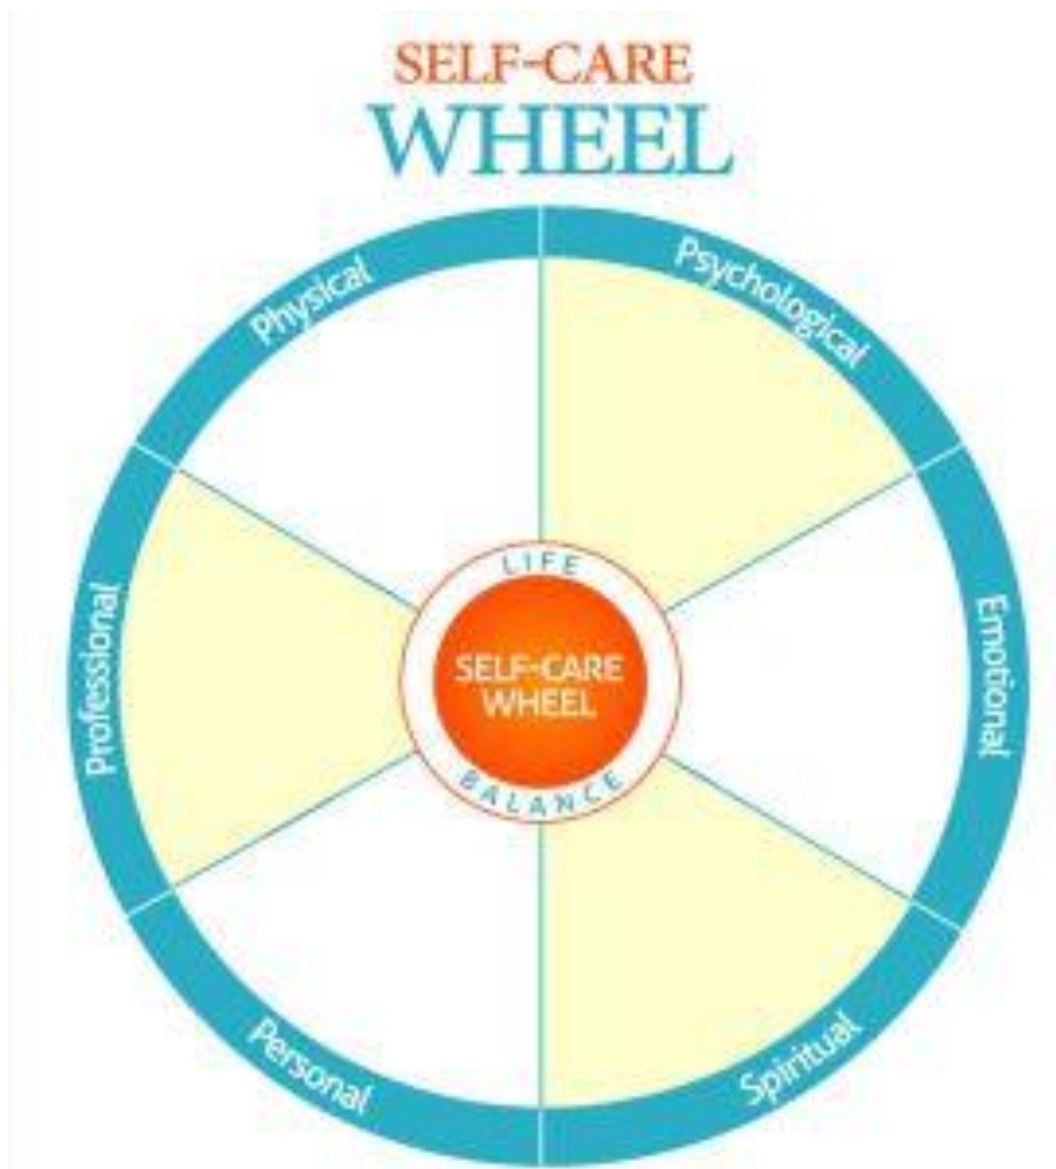 SELF-CARE
WHEEL
Physical
Psychological
Professional
Emotional
LIFE
SELF-CARE
WHEEL
BALANCE
Personal
Spiritual